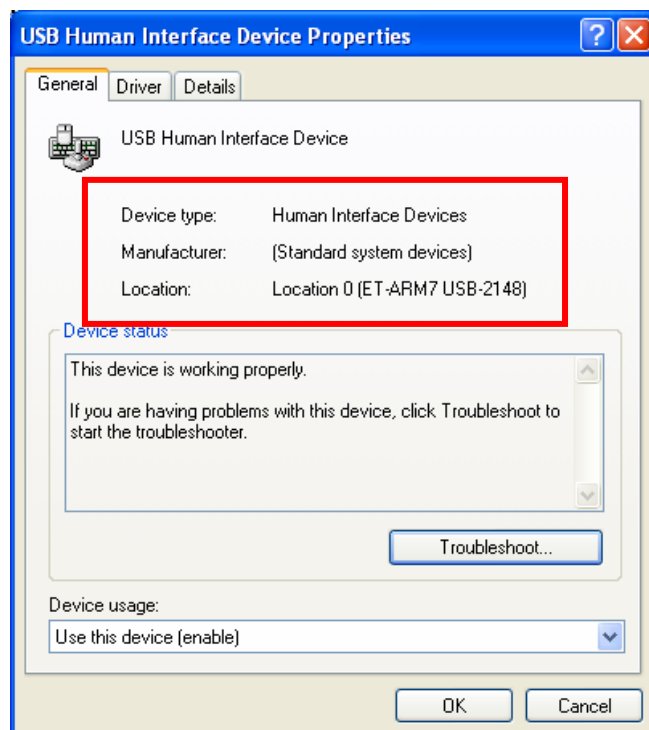 USB Human Interface Device Properties
?
General Driver Details
USB Human Interface Device
Device type: Human Interface Devices
Manufacturer: (Standard system devices)
Location: Location 0 (ET-ARM7 USB-2148)
Device status
This device is working properly.
If you are having problems with this device, click Troubleshoot to
start the troubleshooter.
Troubleshoot...
Device usage:
Use this device (enable)
OK Cancel